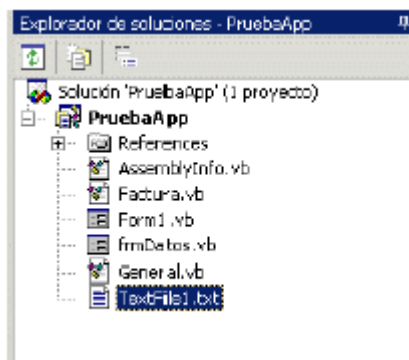 Explorador de soluciones - PruebaApp
Solución 'PruebaApp' (1 proyecto)
PruebaApp
References
AssemblyInfo.vb
Factura.vb
Form1.vb
frmDatos.vb
General.vb
TextFile1.txt